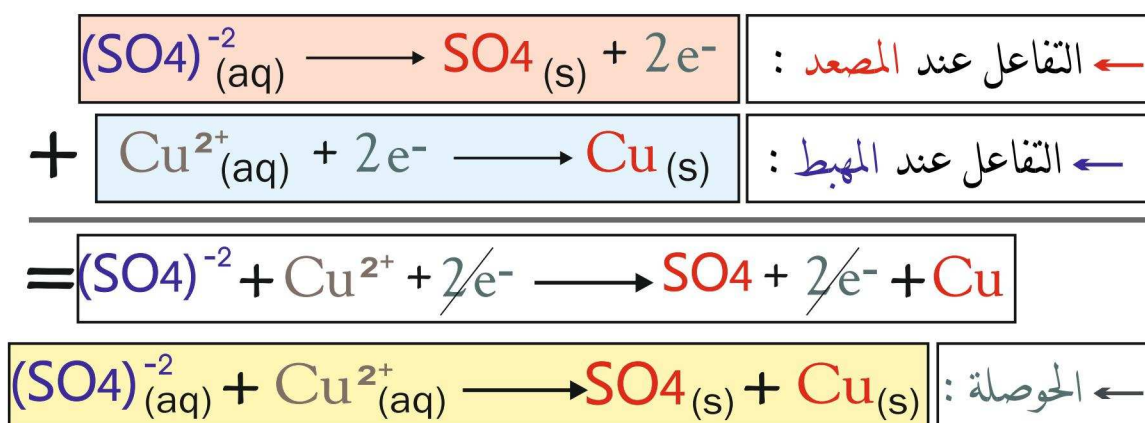 ← التفاعل عند المصعد : (SO4)⁻²(aq) ⟶ SO4 (s) + 2e⁻
← التفاعل عند المهبط : + Cu²⁺(aq) + 2e⁻ ⟶ Cu (s)
= (SO4)⁻² + Cu²⁺ + 2e⁻ ⟶ SO4 + 2e⁻ + Cu
← الحوصلة : (SO4)⁻²(aq) + Cu²⁺(aq) ⟶ SO4 (s) + Cu(s)